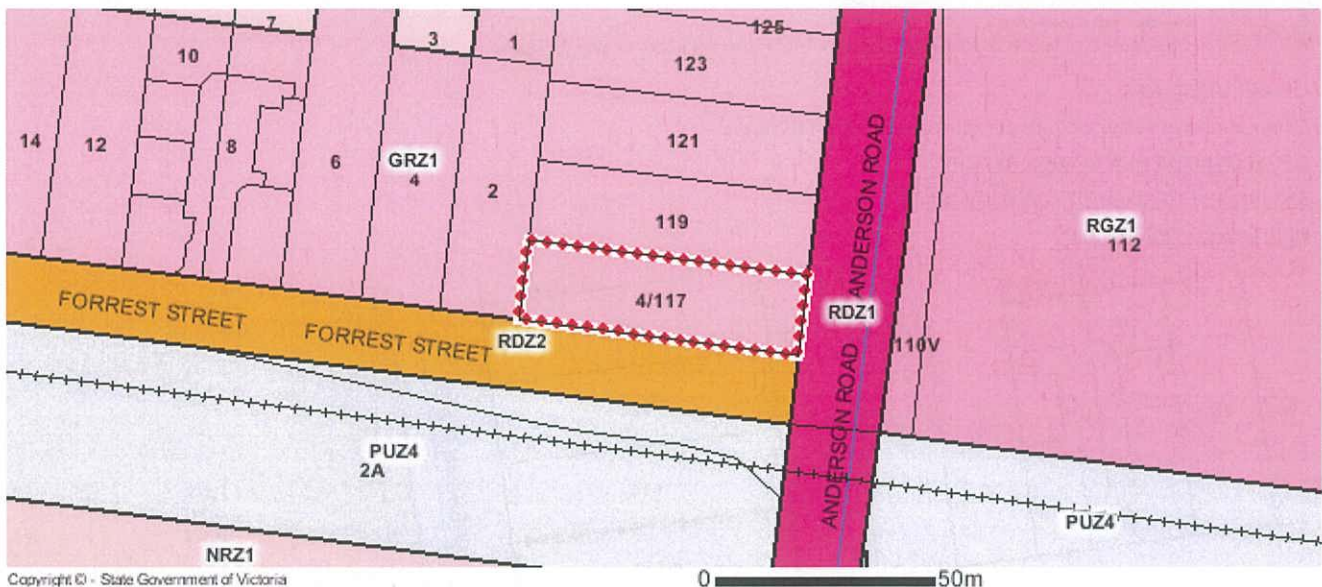 7
125
3
1
10
123
14
12
8
6
GRZ1
4
121
2
ANDERSON ROAD
RGZ1
112
119
4/117
RDZ1
FORREST STREET
FORREST STREET
RDZ2
110V
ANDERSON ROAD
PUZ4
2A
PUZ4
NRZ1
Copyright © - State Government of Victoria
0 50m